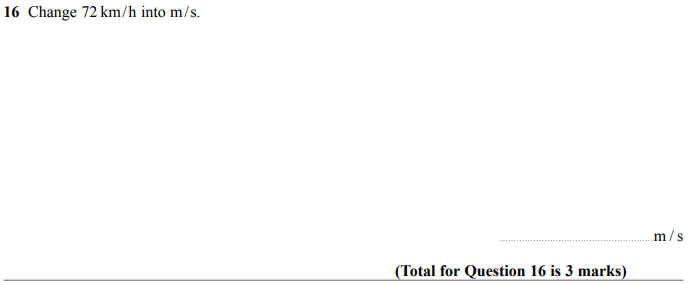 16 Change 72 km/h into m/s.
m/s
(Total for Question 16 is 3 marks)